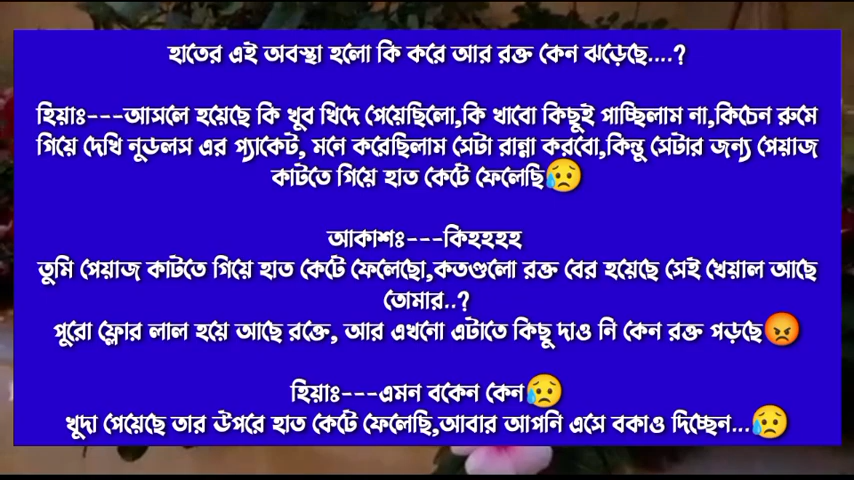 হাতের এই অবস্থা হলো কি করে আর রক্ত কেন ঝড়েছে....?
হিয়াঃ---আসলে হয়েছে কি খুব খিদে পেয়েছিলো,কি খাবো কিছুই পাচ্ছিলাম না,কিচেন রুমে
গিয়ে দেখি নুডলস এর প্যাকেট, মনে করেছিলাম সেটা রান্না করবো,কিন্তু সেটার জন্য পেয়াজ
কাটতে গিয়ে হাত কেটে ফেলেছি😥
আকাশঃ---কিহহহহ
তুমি পেয়াজ কাটতে গিয়ে হাত কেটে ফেলেছো,কতগুলো রক্ত বের হয়েছে সেই খেয়াল আছে
তোমার..?
পুরো ফ্লোর লাল হয়ে আছে রক্তে, আর এখনো এটাতে কিছু দাও নি কেন রক্ত পড়ছে😡
হিয়াঃ---এমন বকেন কেন😥
খুদা পেয়েছে তার উপরে হাত কেটে ফেলেছি,আবার আপনি এসে বকাও দিচ্ছেন...😥